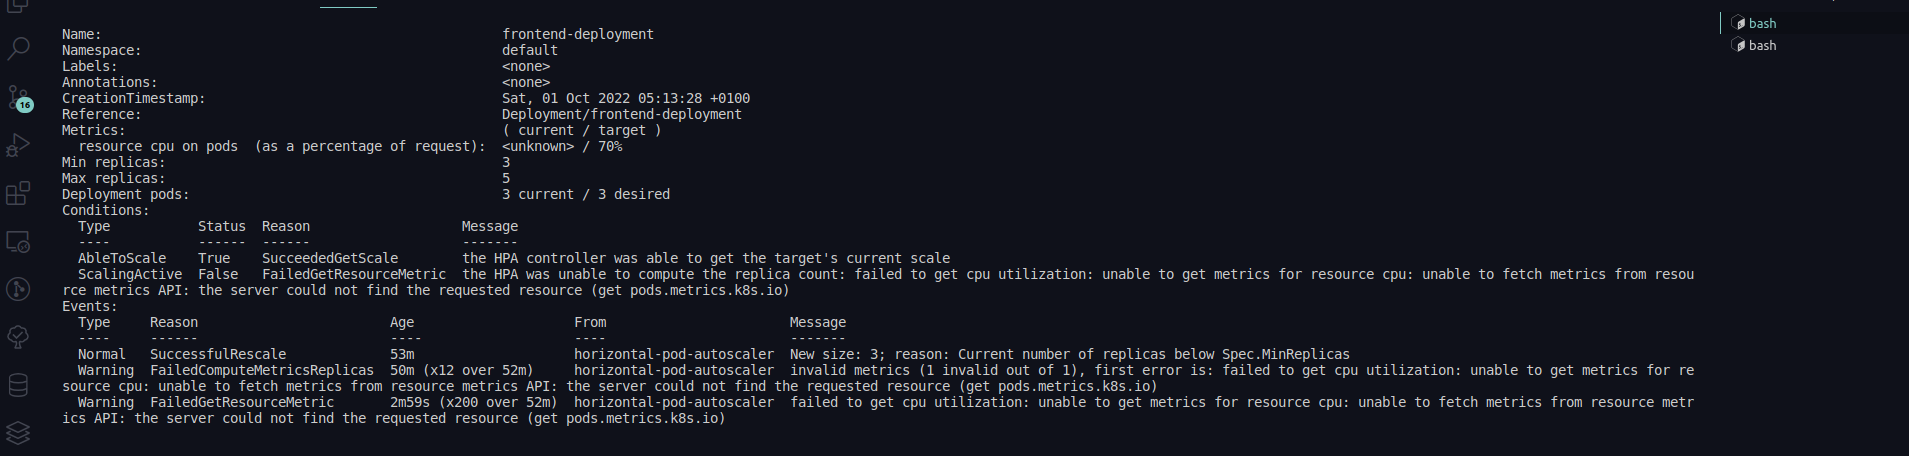 bash
bash
16
Name: frontend-deployment
Namespace: default
Labels: <none>
Annotations: <none>
CreationTimestamp: Sat, 01 Oct 2022 05:13:28 +0100
Reference: Deployment/frontend-deployment
Metrics: ( current / target )
  resource cpu on pods  (as a percentage of request):  <unknown> / 70%
Min replicas: 3
Max replicas: 5
Deployment pods: 3 current / 3 desired
Conditions:
  Type           Status  Reason                   Message
  ----           ------  ------                   -------
  AbleToScale    True    SucceededGetScale        the HPA controller was able to get the target's current scale
  ScalingActive  False   FailedGetResourceMetric  the HPA was unable to compute the replica count: failed to get cpu utilization: unable to get metrics for resource cpu: unable to fetch metrics from resou
rce metrics API: the server could not find the requested resource (get pods.metrics.k8s.io)
Events:
  Type     Reason                        Age                    From                       Message
  ----     ------                        ----                   ----                       -------
  Normal   SuccessfulRescale             53m                    horizontal-pod-autoscaler  New size: 3; reason: Current number of replicas below Spec.MinReplicas
  Warning  FailedComputeMetricsReplicas  50m (x12 over 52m)     horizontal-pod-autoscaler  invalid metrics (1 invalid out of 1), first error is: failed to get cpu utilization: unable to get metrics for re
source cpu: unable to fetch metrics from resource metrics API: the server could not find the requested resource (get pods.metrics.k8s.io)
  Warning  FailedGetResourceMetric       2m59s (x200 over 52m)  horizontal-pod-autoscaler  failed to get cpu utilization: unable to get metrics for resource cpu: unable to fetch metrics from resource metr
ics API: the server could not find the requested resource (get pods.metrics.k8s.io)